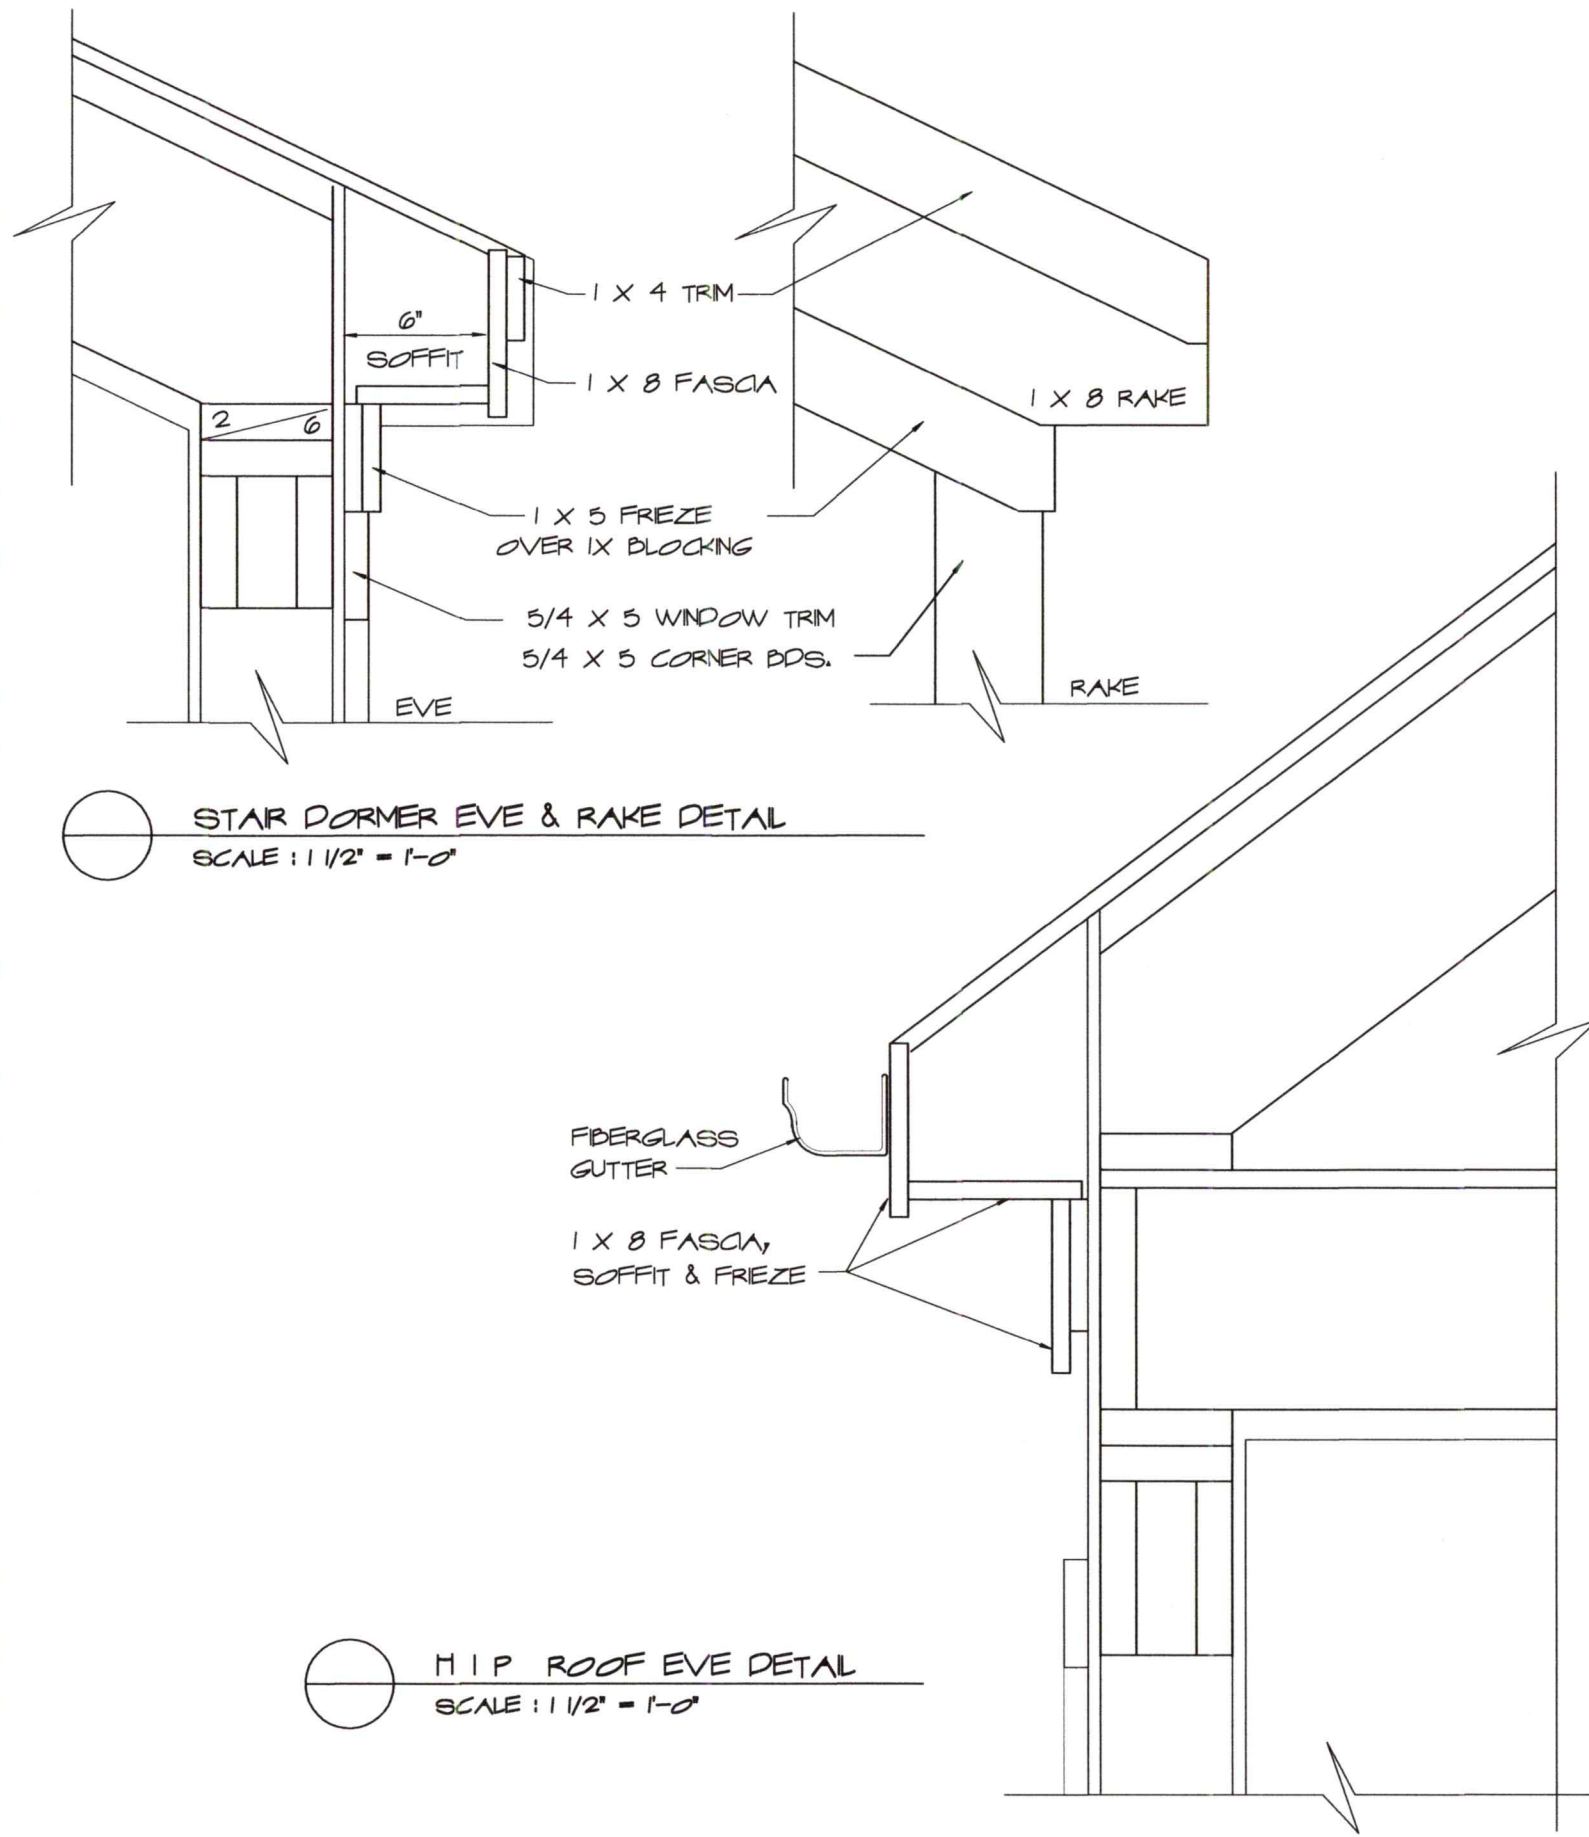 1 X 4 TRIM
6"
SOFFIT
1 X 8 FASCIA
1 X 8 RAKE
2
6
1 X 5 FRIEZE
OVER 1X BLOCKING
5/4 X 5 WINDOW TRIM
5/4 X 5 CORNER BDS.
EVE
RAKE
STAIR DORMER EVE & RAKE DETAIL
SCALE : 1 1/2" = 1'-0"
FIBERGLASS
GUTTER
1 X 8 FASCIA,
SOFFIT & FRIEZE
HIP ROOF EVE DETAIL
SCALE : 1 1/2" = 1'-0"